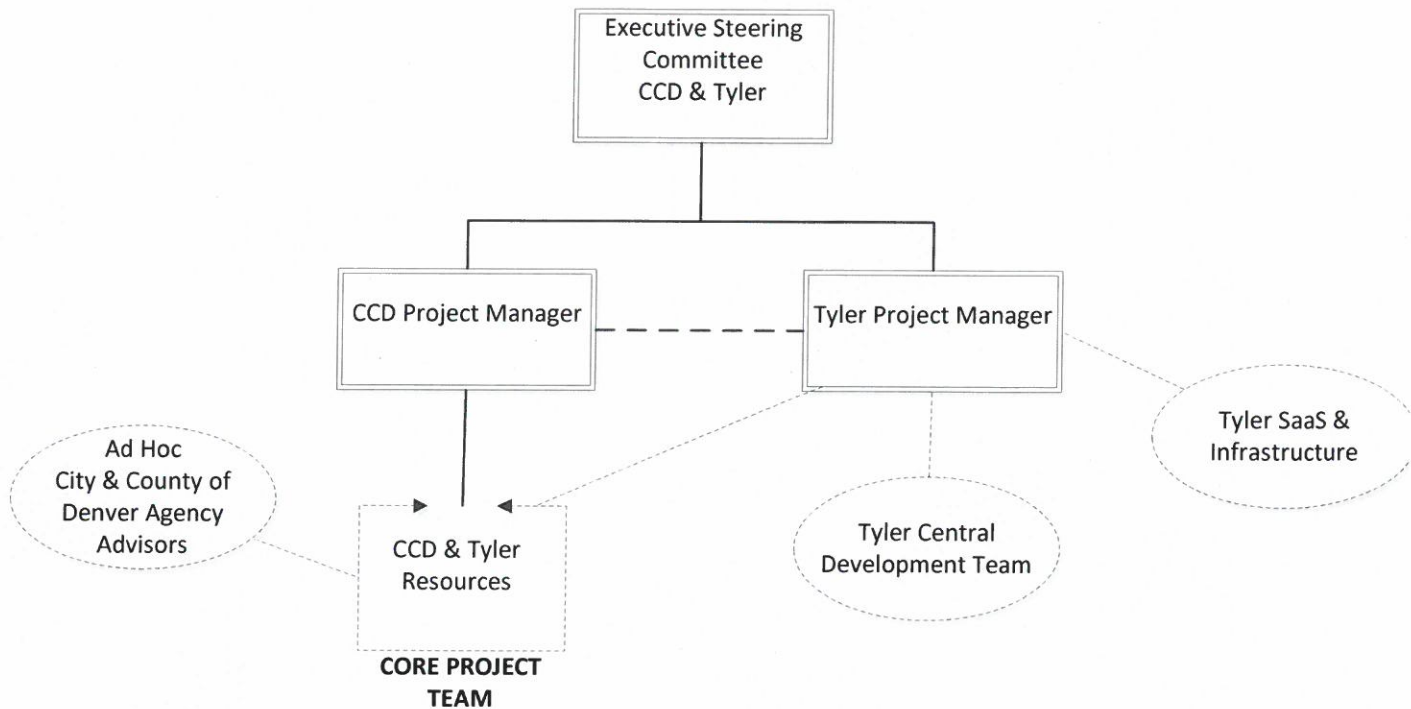 Executive Steering
Committee
CCD & Tyler
CCD Project Manager
Tyler Project Manager
Tyler SaaS &
Infrastructure
Ad Hoc
City & County of
Denver Agency
Advisors
CCD & Tyler
Resources
Tyler Central
Development Team
CORE PROJECT
TEAM